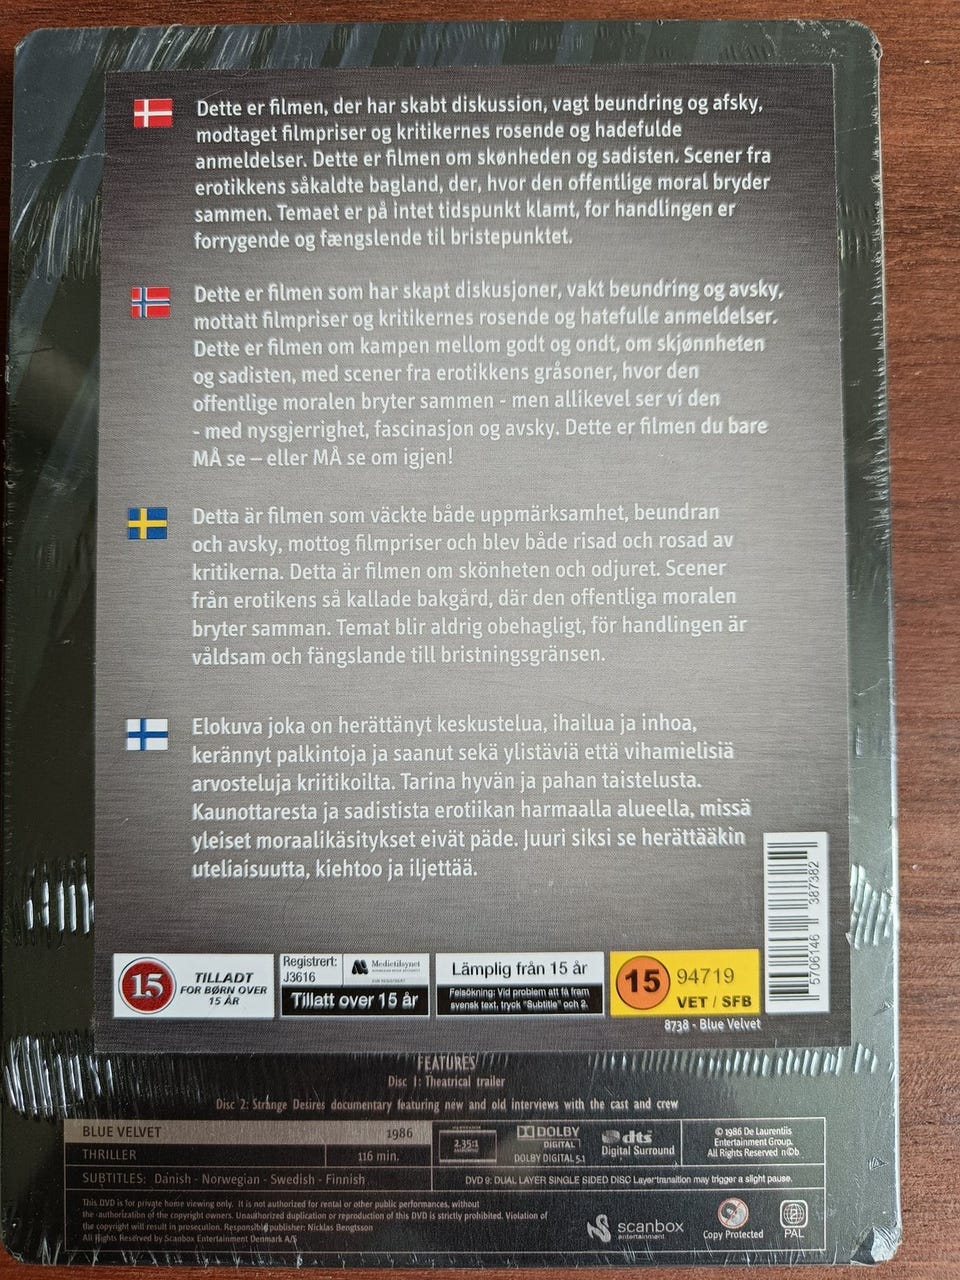 Dette er filmen, der har skabt diskussion, vagt beundring og afsky,
modtaget filmpriser og kritikernes rosende og hadefulde
anmeldelser. Dette er filmen om skønheden og sadisten. Scener fra
erotikkens såkaldte bagland, der, hvor den offentlige moral bryder
sammen. Temaet er på intet tidspunkt klamt, for handlingen er
forrygende og fængslende til bristepunktet.
Dette er filmen som har skapt diskusjoner, vakt beundring og avsky,
mottatt filmpriser og kritikernes rosende og hatefulle anmeldelser.
Dette er filmen om kampen mellom godt og ondt, om skjønnheten
og sadisten, med scener fra erotikkens gråsoner, hvor den
offentlige moralen bryter sammen - men allikevel ser vi den
- med nysgjerrighet, fascinasjon og avsky. Dette er filmen du bare
MÅ se – eller MÅ se om igjen!
Detta är filmen som väckte både uppmärksamhet, beundran
och avsky, mottog filmpriser och blev både risad och rosad av
kritikerna. Detta är filmen om skönheten och odjuret. Scener
från erotikens så kallade bakgård, där den offentliga moralen
bryter samman. Temat blir aldrig obehagligt, för handlingen är
våldsam och fängslande till bristningsgränsen.
Elokuva joka on herättänyt keskustelua, ihailua ja inhoa,
kerännyt palkintoja ja saanut sekä ylistäviä että vihamielisiä
arvosteluja kriitikoilta. Tarina hyvän ja pahan taistelusta.
Kaunottaresta ja sadistista erotiikan harmaalla alueella, missä
yleiset moraalikäsitykset eivät päde. Juuri siksi se herättääkin
uteliaisuutta, kiehtoo ja iljettää.
5706146 387382
15 TILLADT
FOR BØRN OVER
15 ÅR
Registrert:
J3616
Medietilsynet
Tillatt over 15 år
Lämplig från 15 år
Felsökning: Vid problem att få fram
svensk text, tryck "Subtitle" och 2.
15 94719
VET / SFB
8738 - Blue Velvet
FEATURES
Disc 1: Theatrical trailer
Disc 2: Strange Desires documentary featuring new and old interviews with the cast and crew
BLUE VELVET 1986
THRILLER 116 min.
SUBTITLES: Danish - Norwegian - Swedish - Finnish
2.35:1
DOLBY
DIGITAL
DOLBY DIGITAL 5.1
dts
Digital Surround
© 1986 De Laurentiis
Entertainment Group.
All Rights Reserved
DVD 9: DUAL LAYER SINGLE SIDED DISC Layer transition may trigger a slight pause.
This DVD is for private home viewing only. It is not authorized for rental or other public performances, without
the authorization of the copyright owners. Unauthorized duplication or reproduction of this DVD is strictly prohibited. Violation of
the copyright will result in prosecution. Responsible publisher: Nicklas Bengtsson
All Rights Reserved by Scanbox Entertainment Denmark A/S
scanbox
entertainment
Copy Protected
PAL